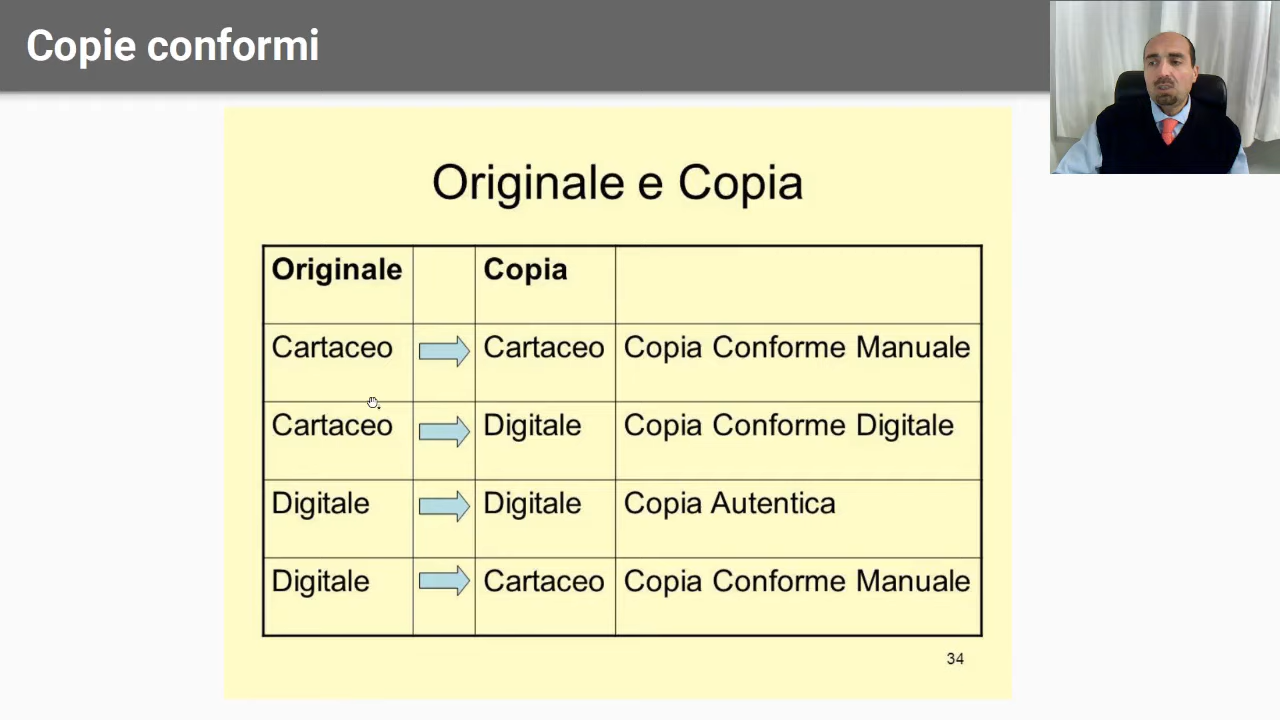 Copie conformi
Originale e Copia
Originale Copia
Cartaceo Cartaceo Copia Conforme Manuale
Cartaceo Digitale Copia Conforme Digitale
Digitale Digitale Copia Autentica
Digitale Cartaceo Copia Conforme Manuale
34